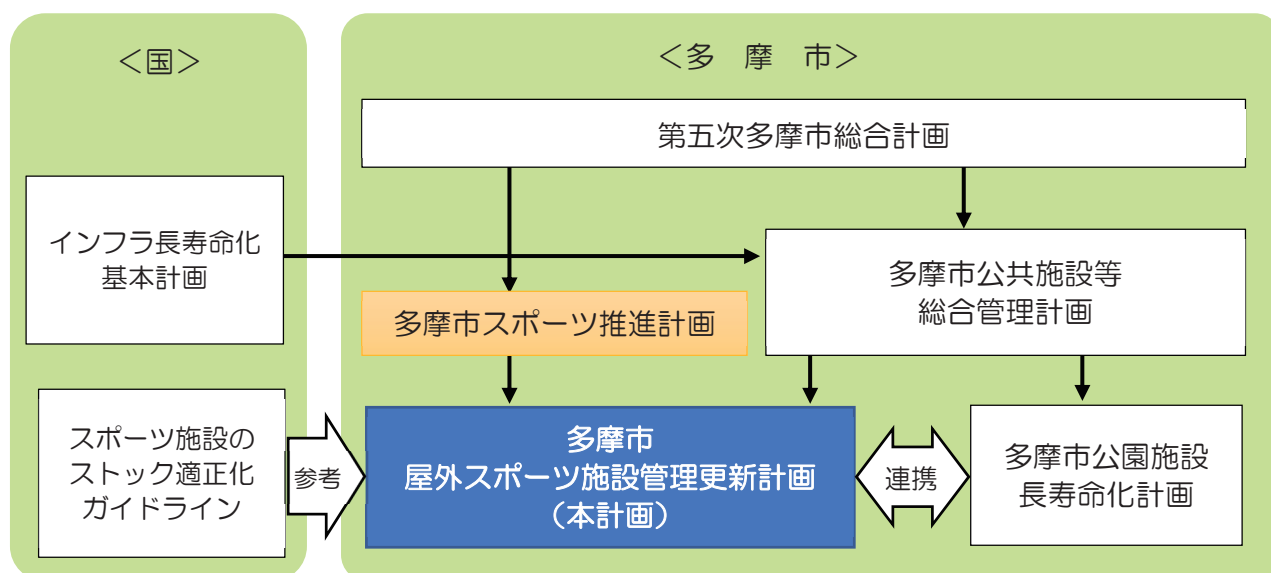 ＜国＞
インフラ長寿命化
基本計画
スポーツ施設の
ストック適正化
ガイドライン
参考
＜多　摩　市＞
第五次多摩市総合計画
多摩市スポーツ推進計画
多摩市公共施設等
総合管理計画
多摩市
屋外スポーツ施設管理更新計画
（本計画）
連携
多摩市公園施設
長寿命化計画